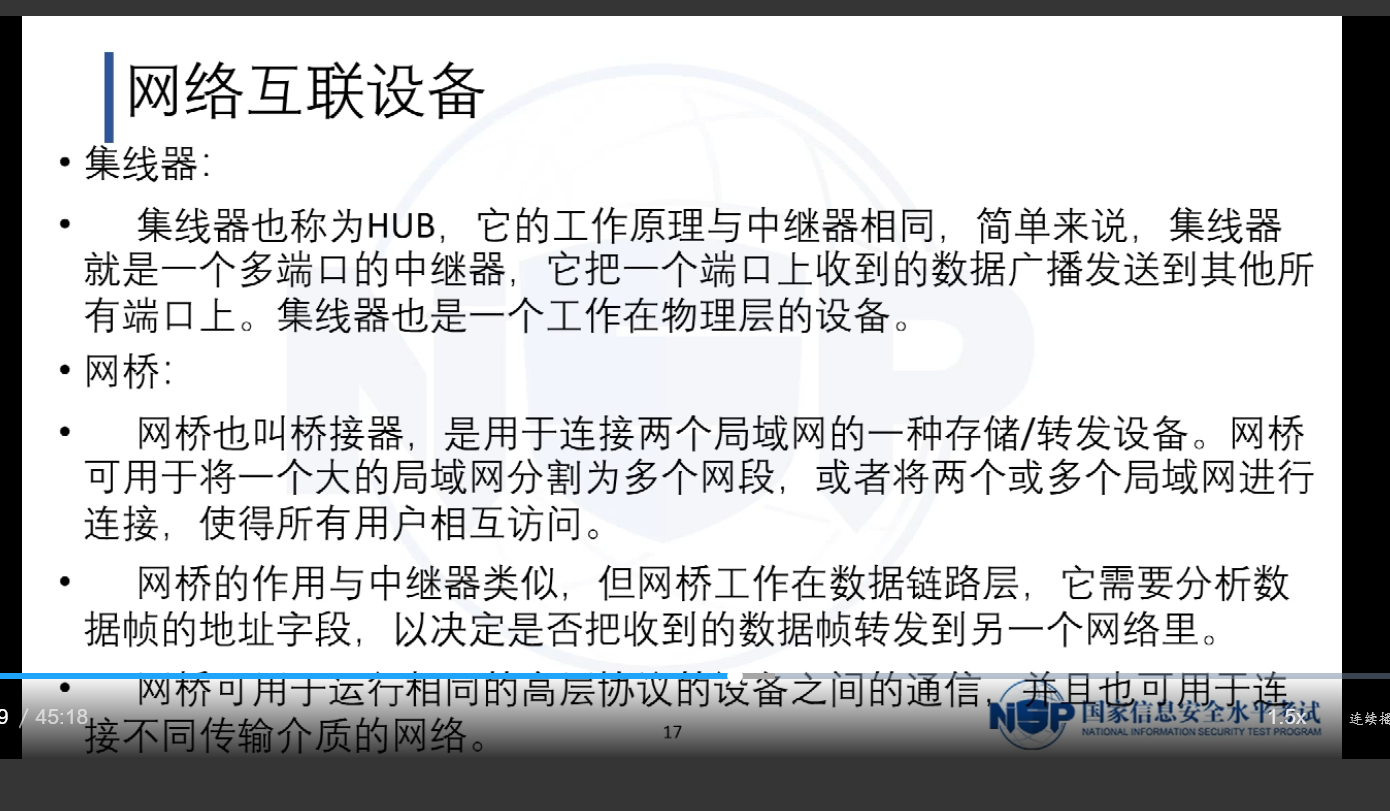 网络互联设备
• 集线器：
• 集线器也称为HUB，它的工作原理与中继器相同，简单来说，集线器
就是一个多端口的中继器，它把一个端口上收到的数据广播发送到其他所
有端口上。集线器也是一个工作在物理层的设备。
• 网桥：
• 网桥也叫桥接器，是用于连接两个局域网的一种存储/转发设备。网桥
可用于将一个大的局域网分割为多个网段，或者将两个或多个局域网进行
连接，使得所有用户相互访问。
• 网桥的作用与中继器类似，但网桥工作在数据链路层，它需要分析数
据帧的地址字段，以决定是否把收到的数据帧转发到另一个网络里。
• 网桥可用于运行相同的高层协议的设备之间的通信，并且也可用于连
接不同传输介质的网络。
17
NISP 国家信息安全水平考试
NATIONAL INFORMATION SECURITY TEST PROGRAM
9 / 45:18
1.5x
连续播